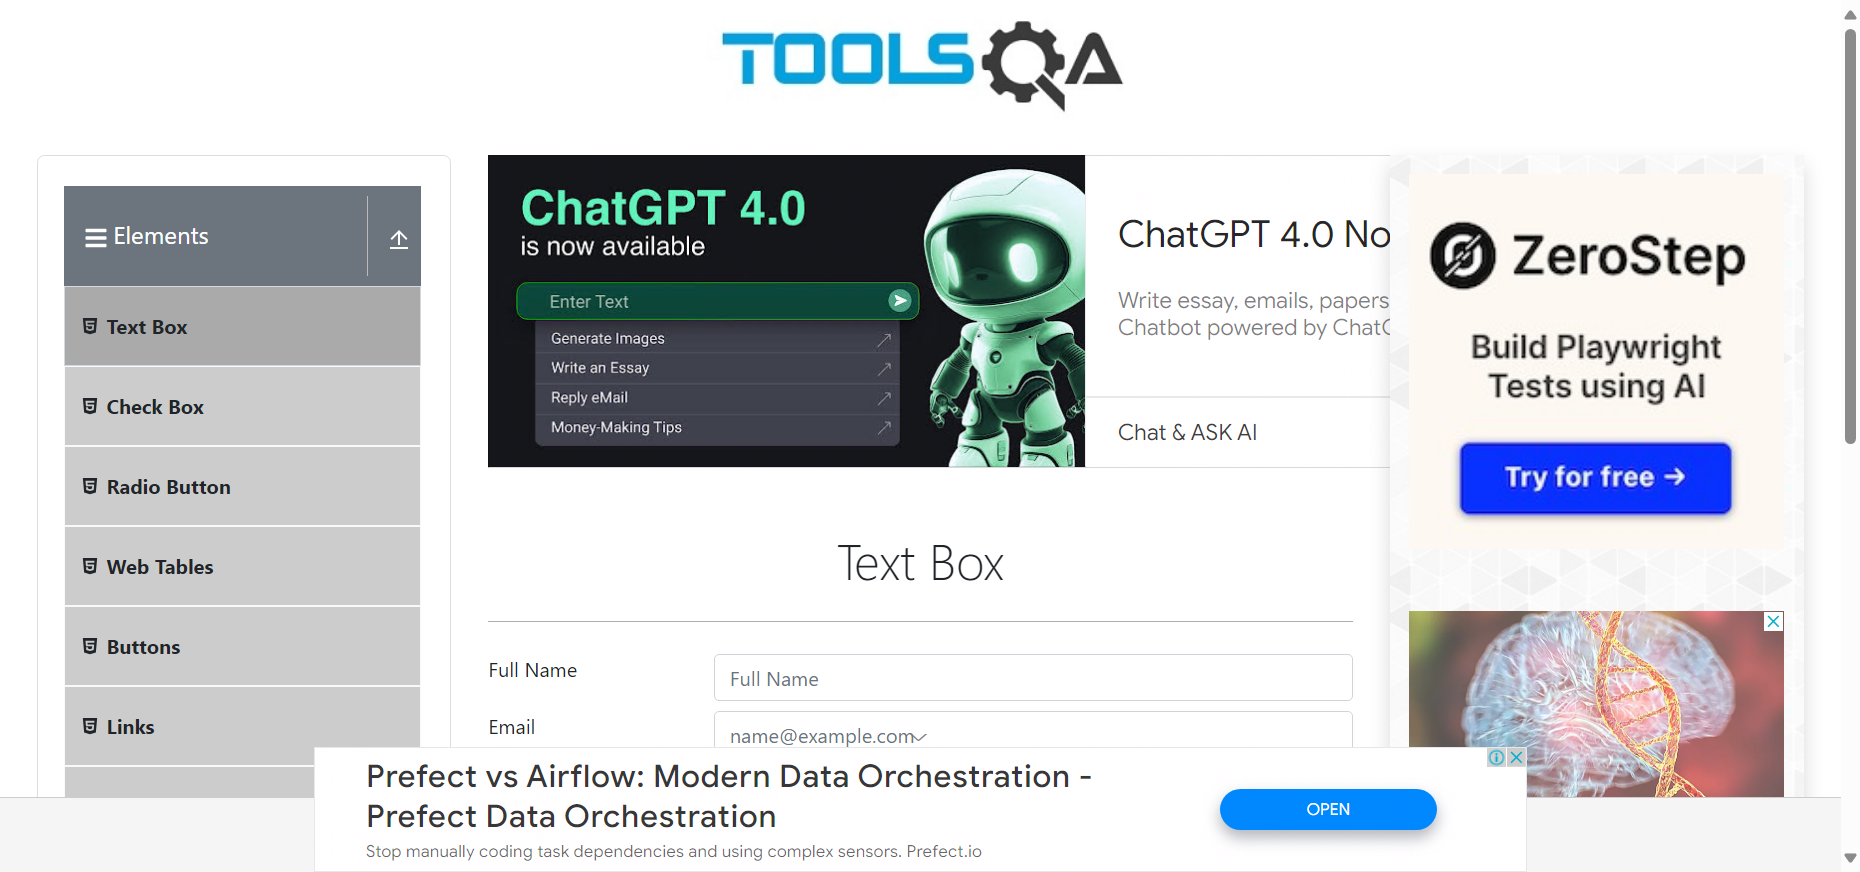 TOOLSQA
Elements
Text Box
Check Box
Radio Button
Web Tables
Buttons
Links
ChatGPT 4.0
is now available
Enter Text
Generate Images
Write an Essay
Reply eMail
Money-Making Tips
ChatGPT 4.0 No
Write essay, emails, papers
Chatbot powered by Chat
Chat & ASK AI
ZeroStep
Build Playwright
Tests using AI
Try for free →
Text Box
Full Name
Full Name
Email
name@example.com
Prefect vs Airflow: Modern Data Orchestration -
Prefect Data Orchestration
Stop manually coding task dependencies and using complex sensors. Prefect.io
OPEN